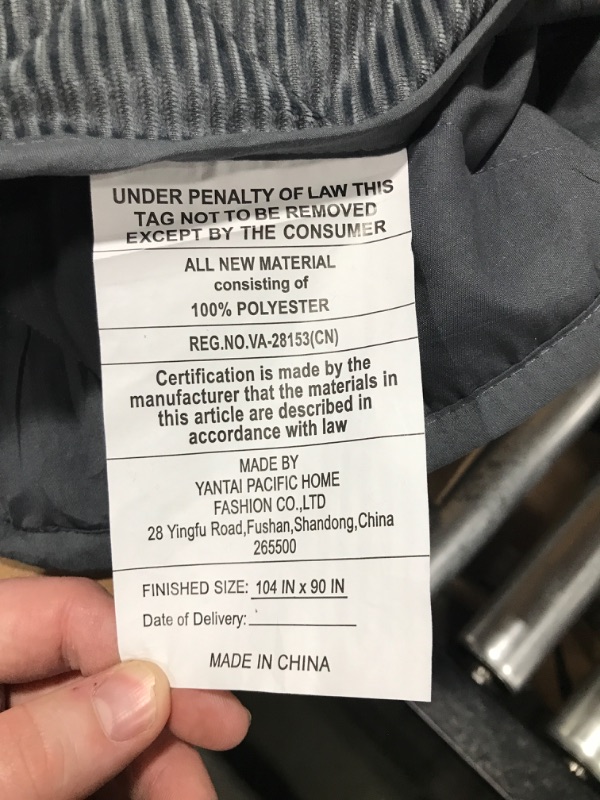 UNDER PENALTY OF LAW THIS
TAG NOT TO BE REMOVED
EXCEPT BY THE CONSUMER
ALL NEW MATERIAL
consisting of
100% POLYESTER
REG.NO.VA-28153(CN)
Certification is made by the
manufacturer that the materials in
this article are described in
accordance with law
MADE BY
YANTAI PACIFIC HOME
FASHION CO.,LTD
28 Yingfu Road,Fushan,Shandong,China
265500
FINISHED SIZE: 104 IN x 90 IN
Date of Delivery:
MADE IN CHINA